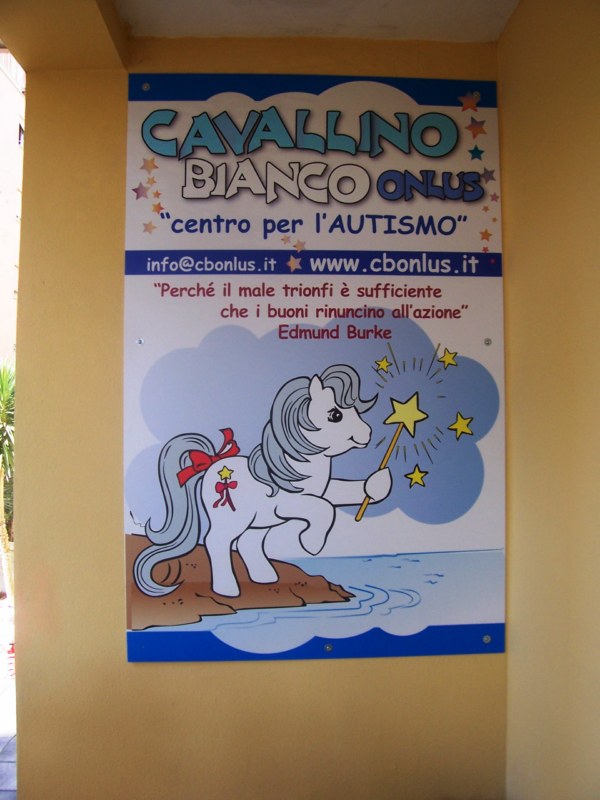 CAVALLINO
BIANCO ONLUS
"centro per l'AUTISMO"
info@cbonlus.it www.cbonlus.it
"Perché il male trionfi è sufficiente
che i buoni rinuncino all'azione"
Edmund Burke